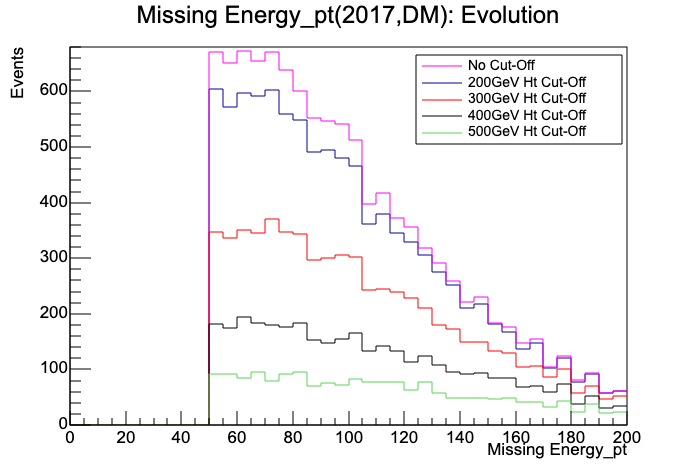 Missing Energy_pt(2017,DM): Evolution
Events
No Cut-Off
200GeV Ht Cut-Off
300GeV Ht Cut-Off
400GeV Ht Cut-Off
500GeV Ht Cut-Off
600
500
400
300
200
100
0
0 20 40 60 80 100 120 140 160 180 200
Missing Energy_pt